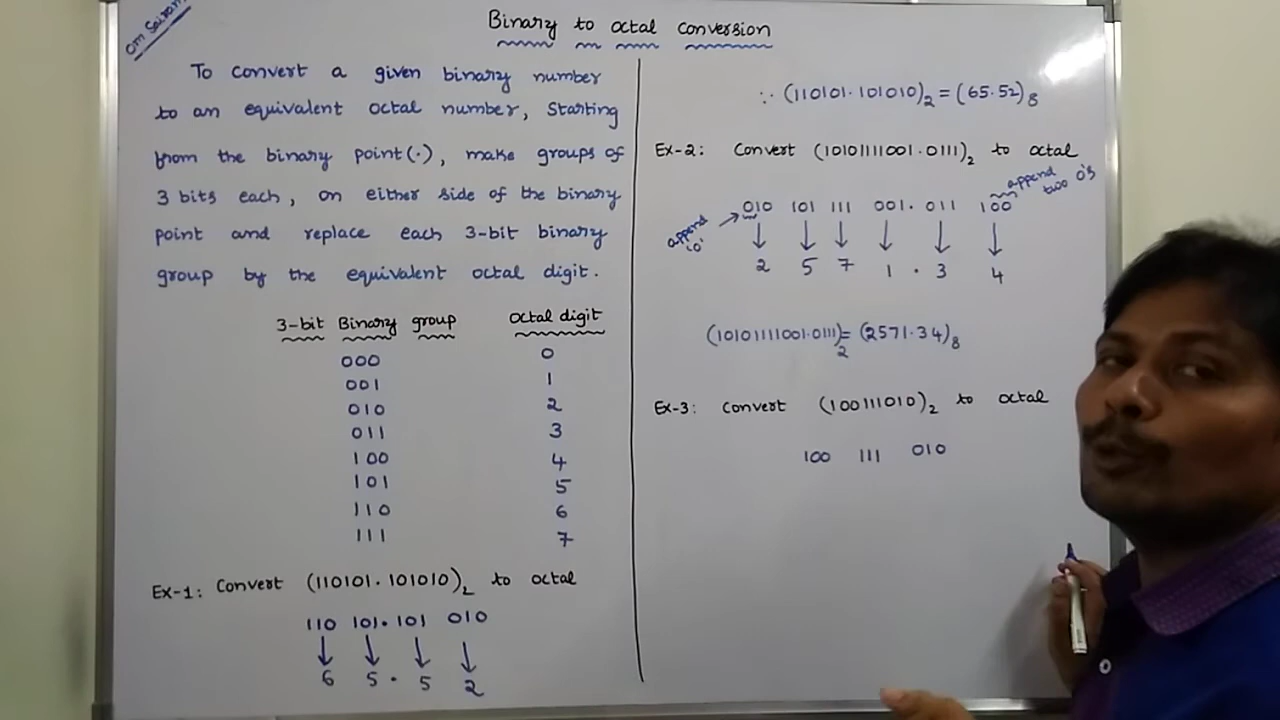 Om Sairam
Binary to octal conversion
To convert a given binary number
to an equivalent octal number, starting
from the binary point(.), make groups of
3 bits each, on either side of the binary
point and replace each 3-bit binary
group by the equivalent octal digit.
3-bit Binary group octal digit
000 0
001 1
010 2
011 3
100 4
101 5
110 6
111 7
Ex-1: Convert (110101.101010)₂ to octal
110 101.101 010
6 5.5 2
∵ (110101.101010)₂ = (65.52)₈
Ex-2: Convert (10101111001.0111)₂ to octal
append two 0's
append '0'
010 101 111 001.011 100
2 5 7 1.3 4
(10101111001.0111)₂ = (2571.34)₈
Ex-3: Convert (100111010)₂ to octal
100 111 010